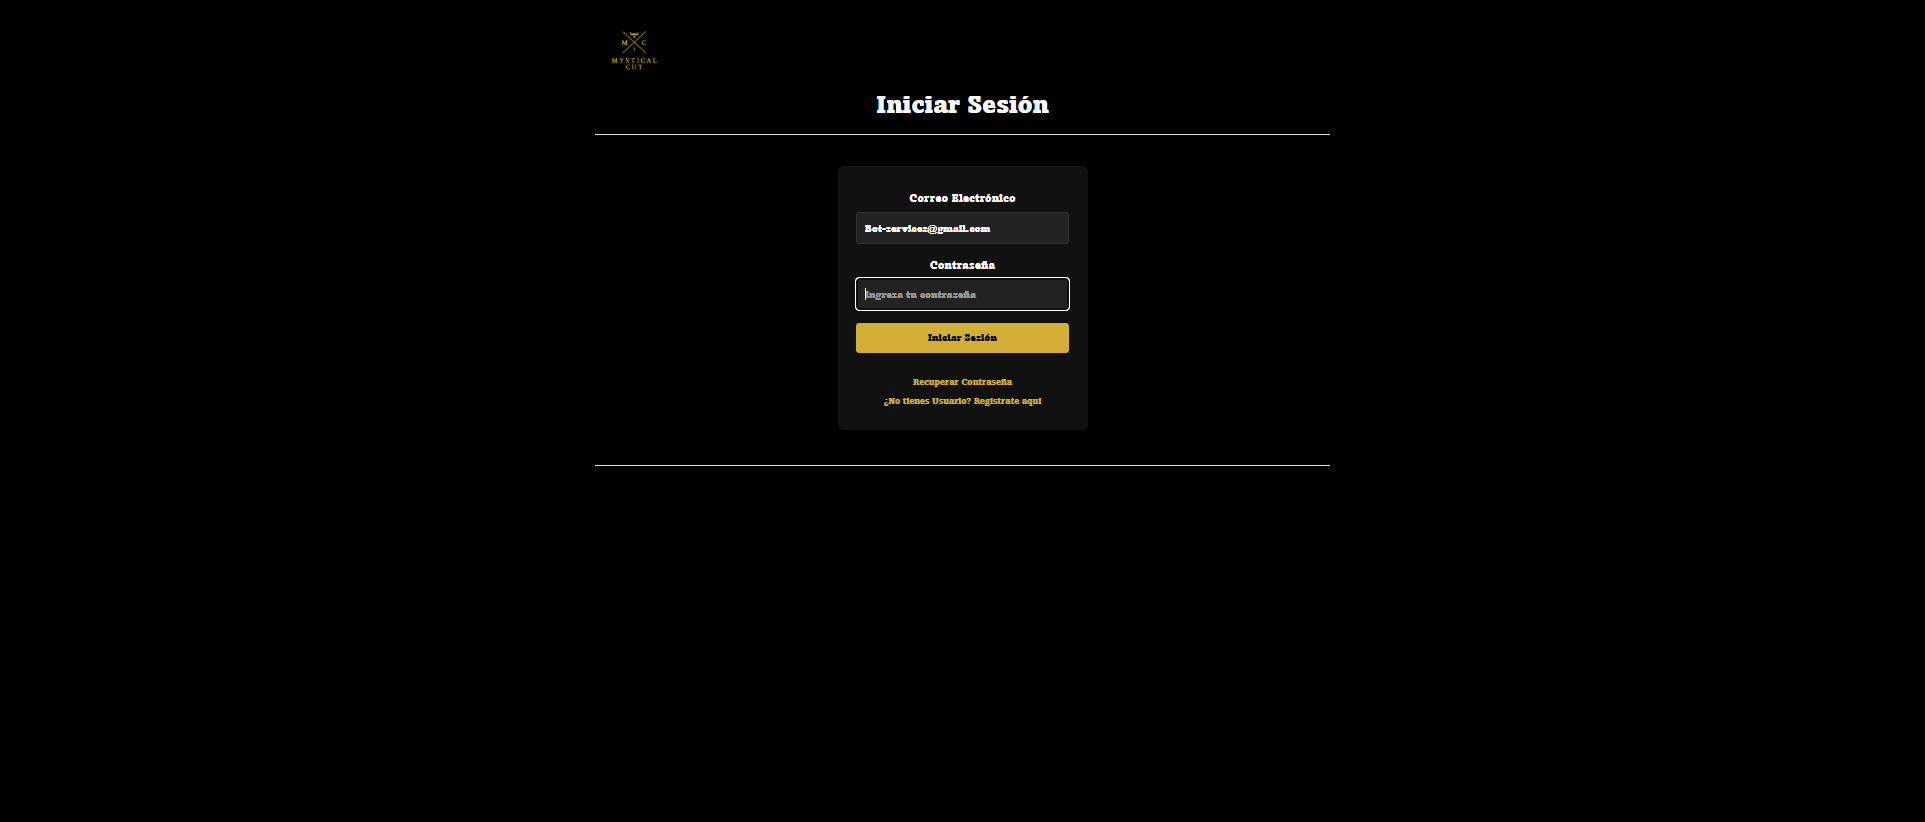 M C
MYSTICAL
CUT
Iniciar Sesión
Correo Electrónico
Bot-services@gmail.com
Contraseña
Ingresa tu contraseña
Iniciar Sesión
Recuperar Contraseña
¿No tienes Usuario? Registrate aquí